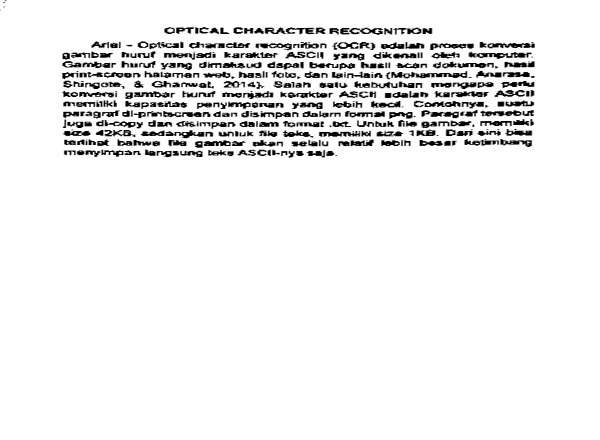 OPTICAL CHARACTER RECOGNITION
Arial - Optical character recognition (OCR) adalah proses konversi
gambar huruf menjadi karakter ASCII yang dikenali oleh komputer.
Gambar huruf yang dimaksud dapat berupa hasil scan dokumen, hasil
print-screen halaman web, hasil foto, dan lain-lain (Mohammad, Anarase,
Shingote, & Ghanwat, 2014). Salah satu kebutuhan mengapa perlu
konversi gambar huruf menjadi karakter ASCII adalah karakter ASCII
memiliki kapasitas penyimpanan yang lebih kecil. Contohnya, suatu
paragraf di-printscreen dan disimpan dalam format png. Paragraf tersebut
juga di-copy dan disimpan dalam format .txt. Untuk file gambar, memiliki
size 42KB, sedangkan untuk file teks, memiliki size 1KB. Dari sini bisa
terlihat bahwa file gambar akan selalu relatif lebih besar ketimbang
menyimpan langsung teks ASCII-nya saja.